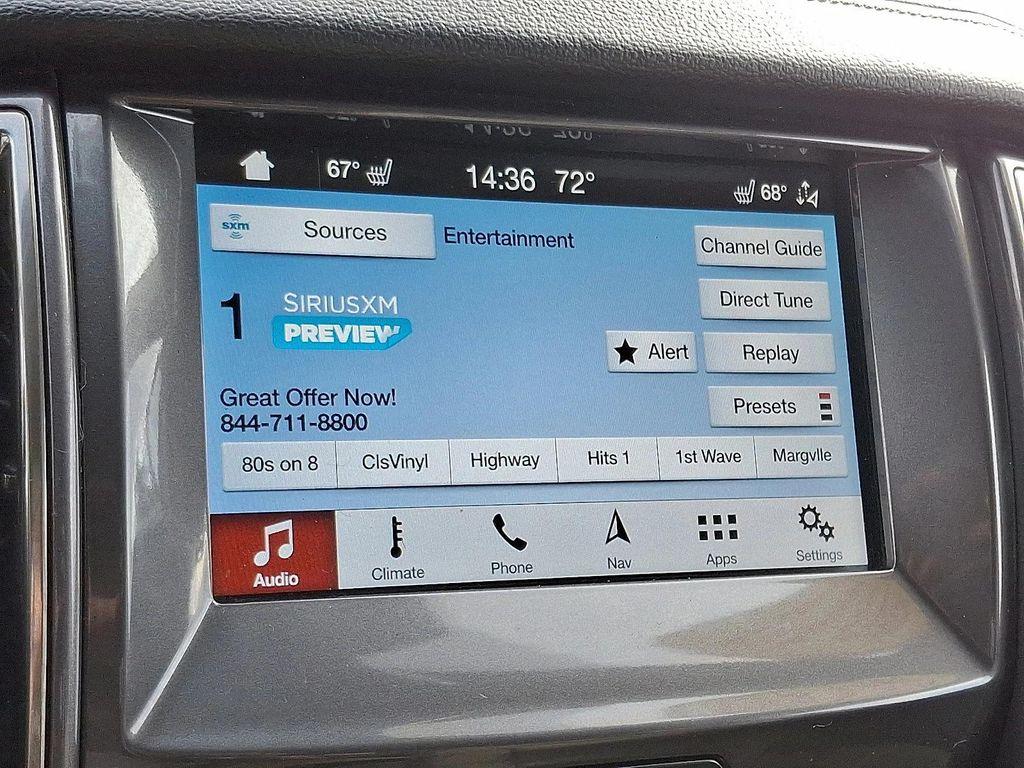 67° 14:36 72° 68°
sxm Sources Entertainment Channel Guide
Direct Tune
1 SIRIUSXM
PREVIEW
Alert Replay
Presets
Great Offer Now!
844-711-8800
80s on 8 ClsVinyl Highway Hits 1 1st Wave Margvlle
Audio Climate Phone Nav Apps Settings